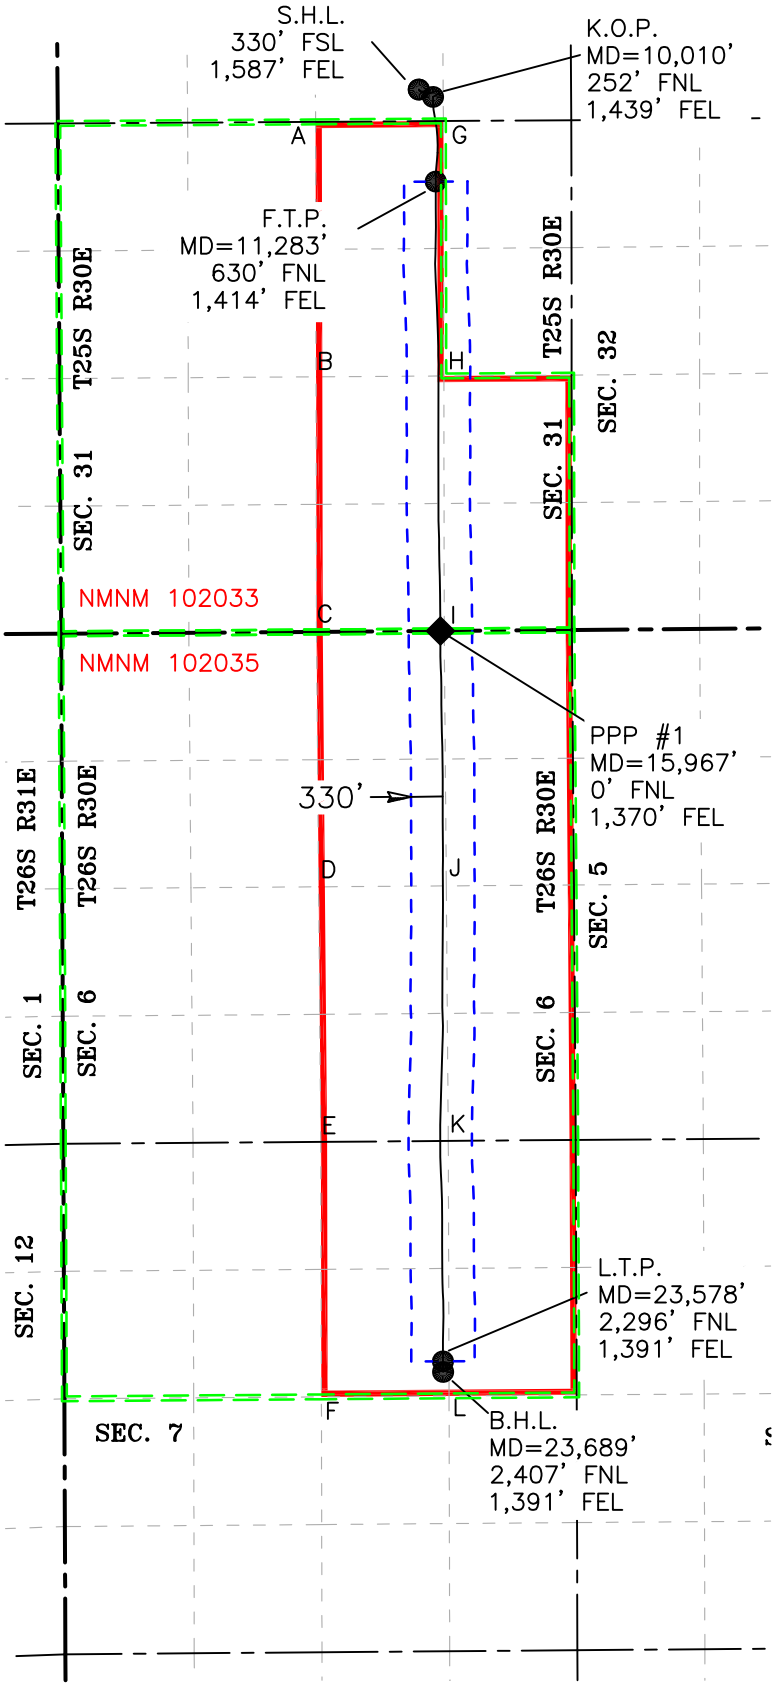 S.H.L.
330' FSL
1,587' FEL
K.O.P.
MD=10,010'
252' FNL
1,439' FEL
A
G
F.T.P.
MD=11,283'
630' FNL
1,414' FEL
T25S R30E
T25S R30E
SEC. 32
B
H
SEC. 31
SEC. 31
NMNM 102033
C
I
NMNM 102035
PPP #1
MD=15,967'
0' FNL
1,370' FEL
330'
T26S R31E
T26S R30E
T26S R30E
D
J
SEC. 5
SEC. 1
SEC. 6
SEC. 6
E
K
SEC. 12
L.T.P.
MD=23,578'
2,296' FNL
1,391' FEL
F
L
SEC. 7
B.H.L.
MD=23,689'
2,407' FNL
1,391' FEL